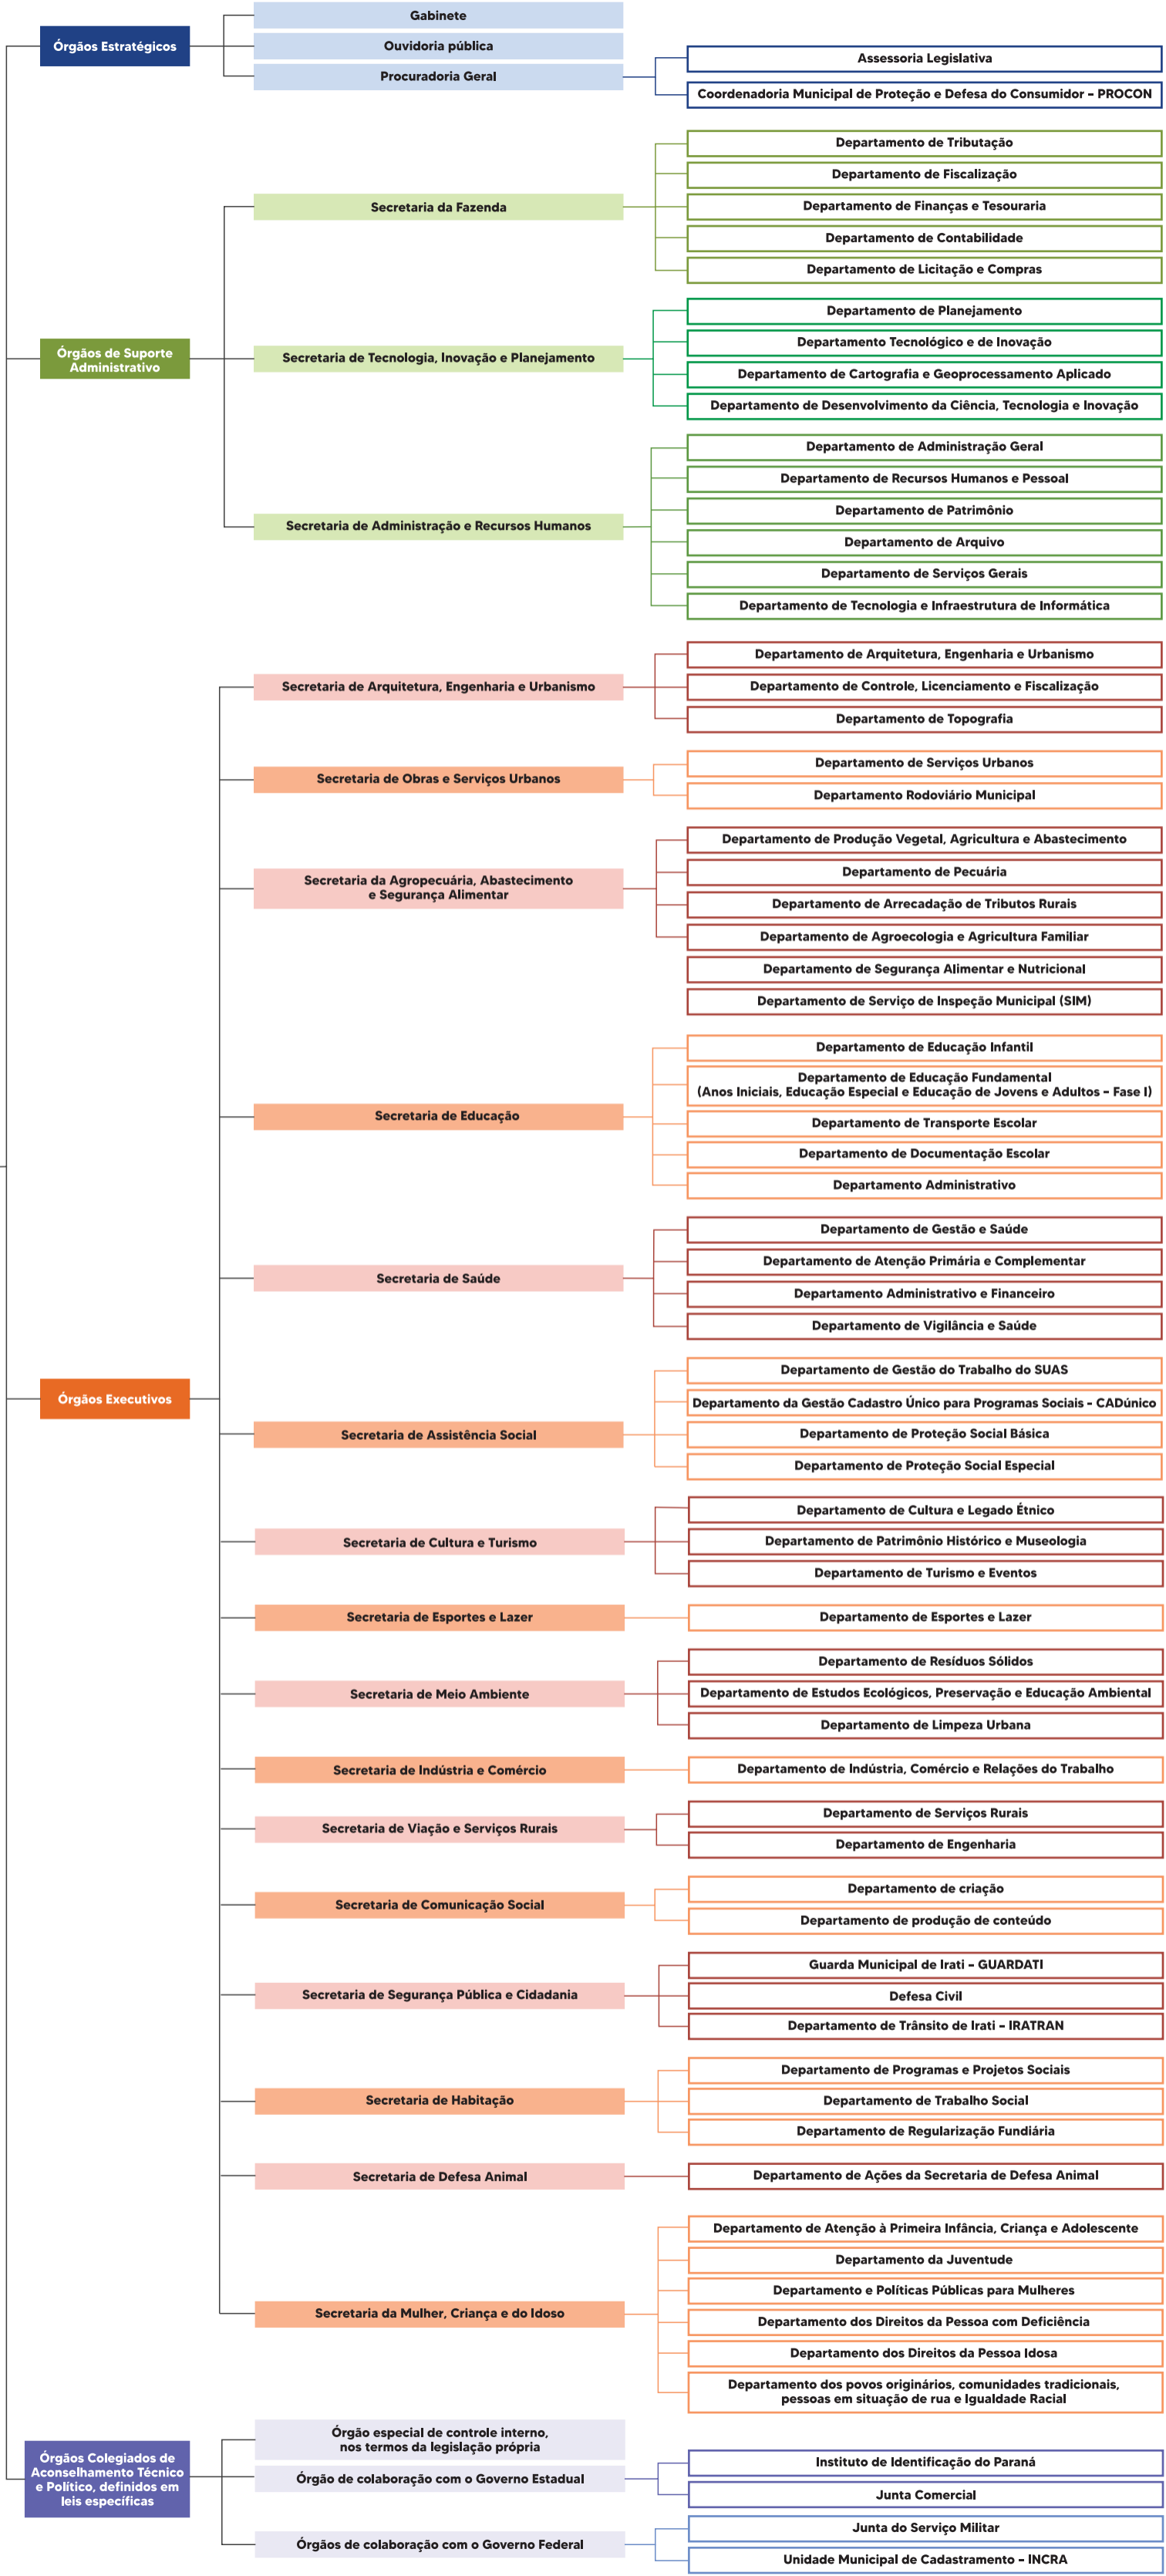 Órgãos Estratégicos
Gabinete
Ouvidoria pública
Procuradoria Geral
Assessoria Legislativa
Coordenadoria Municipal de Proteção e Defesa do Consumidor – PROCON
Órgãos de Suporte
Administrativo
Secretaria da Fazenda
Departamento de Tributação
Departamento de Fiscalização
Departamento de Finanças e Tesouraria
Departamento de Contabilidade
Departamento de Licitação e Compras
Secretaria de Tecnologia, Inovação e Planejamento
Departamento de Planejamento
Departamento Tecnológico e de Inovação
Departamento de Cartografia e Geoprocessamento Aplicado
Departamento de Desenvolvimento da Ciência, Tecnologia e Inovação
Secretaria de Administração e Recursos Humanos
Departamento de Administração Geral
Departamento de Recursos Humanos e Pessoal
Departamento de Patrimônio
Departamento de Arquivo
Departamento de Serviços Gerais
Departamento de Tecnologia e Infraestrutura de Informática
Órgãos Executivos
Secretaria de Arquitetura, Engenharia e Urbanismo
Departamento de Arquitetura, Engenharia e Urbanismo
Departamento de Controle, Licenciamento e Fiscalização
Departamento de Topografia
Secretaria de Obras e Serviços Urbanos
Departamento de Serviços Urbanos
Departamento Rodoviário Municipal
Secretaria da Agropecuária, Abastecimento
e Segurança Alimentar
Departamento de Produção Vegetal, Agricultura e Abastecimento
Departamento de Pecuária
Departamento de Arrecadação de Tributos Rurais
Departamento de Agroecologia e Agricultura Familiar
Departamento de Segurança Alimentar e Nutricional
Departamento de Serviço de Inspeção Municipal (SIM)
Secretaria de Educação
Departamento de Educação Infantil
Departamento de Educação Fundamental
(Anos Iniciais, Educação Especial e Educação de Jovens e Adultos – Fase I)
Departamento de Transporte Escolar
Departamento de Documentação Escolar
Departamento Administrativo
Secretaria de Saúde
Departamento de Gestão e Saúde
Departamento de Atenção Primária e Complementar
Departamento Administrativo e Financeiro
Departamento de Vigilância e Saúde
Secretaria de Assistência Social
Departamento de Gestão do Trabalho do SUAS
Departamento da Gestão Cadastro Único para Programas Sociais - CADúnico
Departamento de Proteção Social Básica
Departamento de Proteção Social Especial
Secretaria de Cultura e Turismo
Departamento de Cultura e Legado Étnico
Departamento de Patrimônio Histórico e Museologia
Departamento de Turismo e Eventos
Secretaria de Esportes e Lazer
Departamento de Esportes e Lazer
Secretaria de Meio Ambiente
Departamento de Resíduos Sólidos
Departamento de Estudos Ecológicos, Preservação e Educação Ambiental
Departamento de Limpeza Urbana
Secretaria de Indústria e Comércio
Departamento de Indústria, Comércio e Relações do Trabalho
Secretaria de Viação e Serviços Rurais
Departamento de Serviços Rurais
Departamento de Engenharia
Secretaria de Comunicação Social
Departamento de criação
Departamento de produção de conteúdo
Secretaria de Segurança Pública e Cidadania
Guarda Municipal de Irati – GUARDATI
Defesa Civil
Departamento de Trânsito de Irati – IRATRAN
Secretaria de Habitação
Departamento de Programas e Projetos Sociais
Departamento de Trabalho Social
Departamento de Regularização Fundiária
Secretaria de Defesa Animal
Departamento de Ações da Secretaria de Defesa Animal
Secretaria da Mulher, Criança e do Idoso
Departamento de Atenção à Primeira Infância, Criança e Adolescente
Departamento da Juventude
Departamento e Políticas Públicas para Mulheres
Departamento dos Direitos da Pessoa com Deficiência
Departamento dos Direitos da Pessoa Idosa
Departamento dos povos originários, comunidades tradicionais,
pessoas em situação de rua e Igualdade Racial
Órgãos Colegiados de
Aconselhamento Técnico
e Político, definidos em
leis específicas
Órgão especial de controle interno,
nos termos da legislação própria
Órgão de colaboração com o Governo Estadual
Instituto de Identificação do Paraná
Junta Comercial
Órgãos de colaboração com o Governo Federal
Junta do Serviço Militar
Unidade Municipal de Cadastramento – INCRA